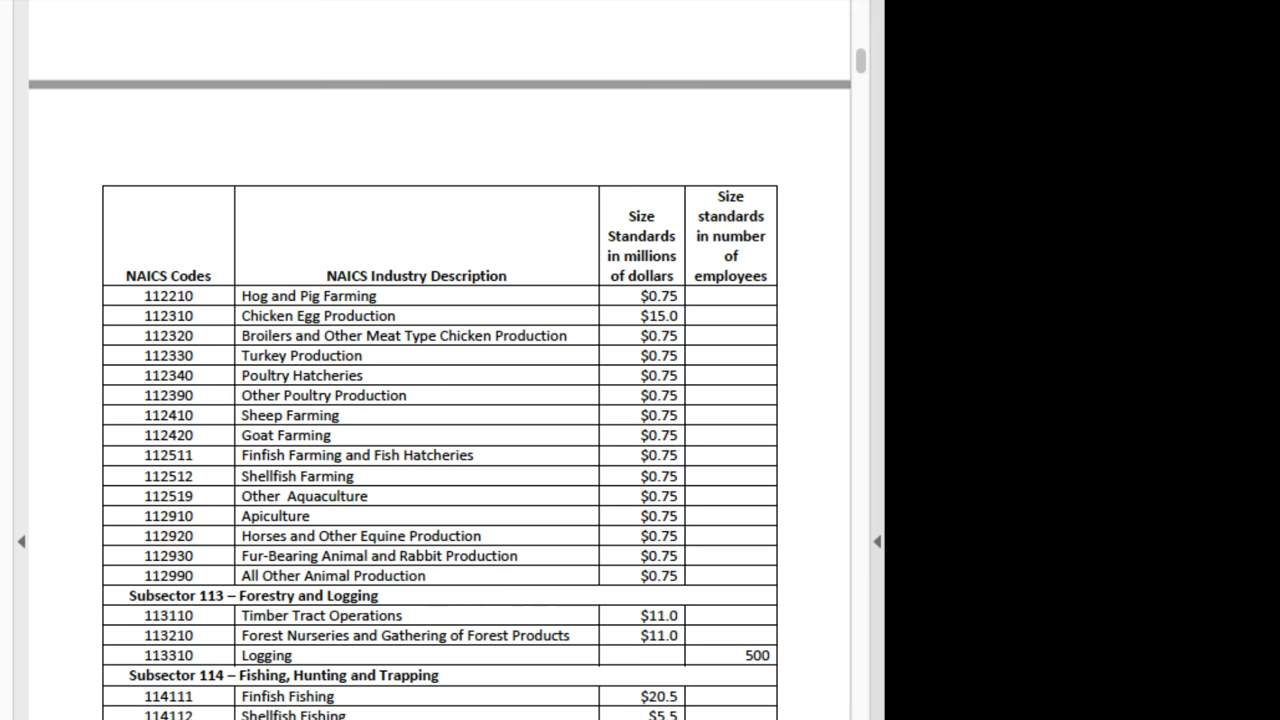 NAICS Codes NAICS Industry Description Size Standards in millions of dollars Size standards in number of employees
112210 Hog and Pig Farming $0.75
112310 Chicken Egg Production $15.0
112320 Broilers and Other Meat Type Chicken Production $0.75
112330 Turkey Production $0.75
112340 Poultry Hatcheries $0.75
112390 Other Poultry Production $0.75
112410 Sheep Farming $0.75
112420 Goat Farming $0.75
112511 Finfish Farming and Fish Hatcheries $0.75
112512 Shellfish Farming $0.75
112519 Other Aquaculture $0.75
112910 Apiculture $0.75
112920 Horses and Other Equine Production $0.75
112930 Fur-Bearing Animal and Rabbit Production $0.75
112990 All Other Animal Production $0.75
Subsector 113 – Forestry and Logging
113110 Timber Tract Operations $11.0
113210 Forest Nurseries and Gathering of Forest Products $11.0
113310 Logging 500
Subsector 114 – Fishing, Hunting and Trapping
114111 Finfish Fishing $20.5
114112 Shellfish Fishing $5.5